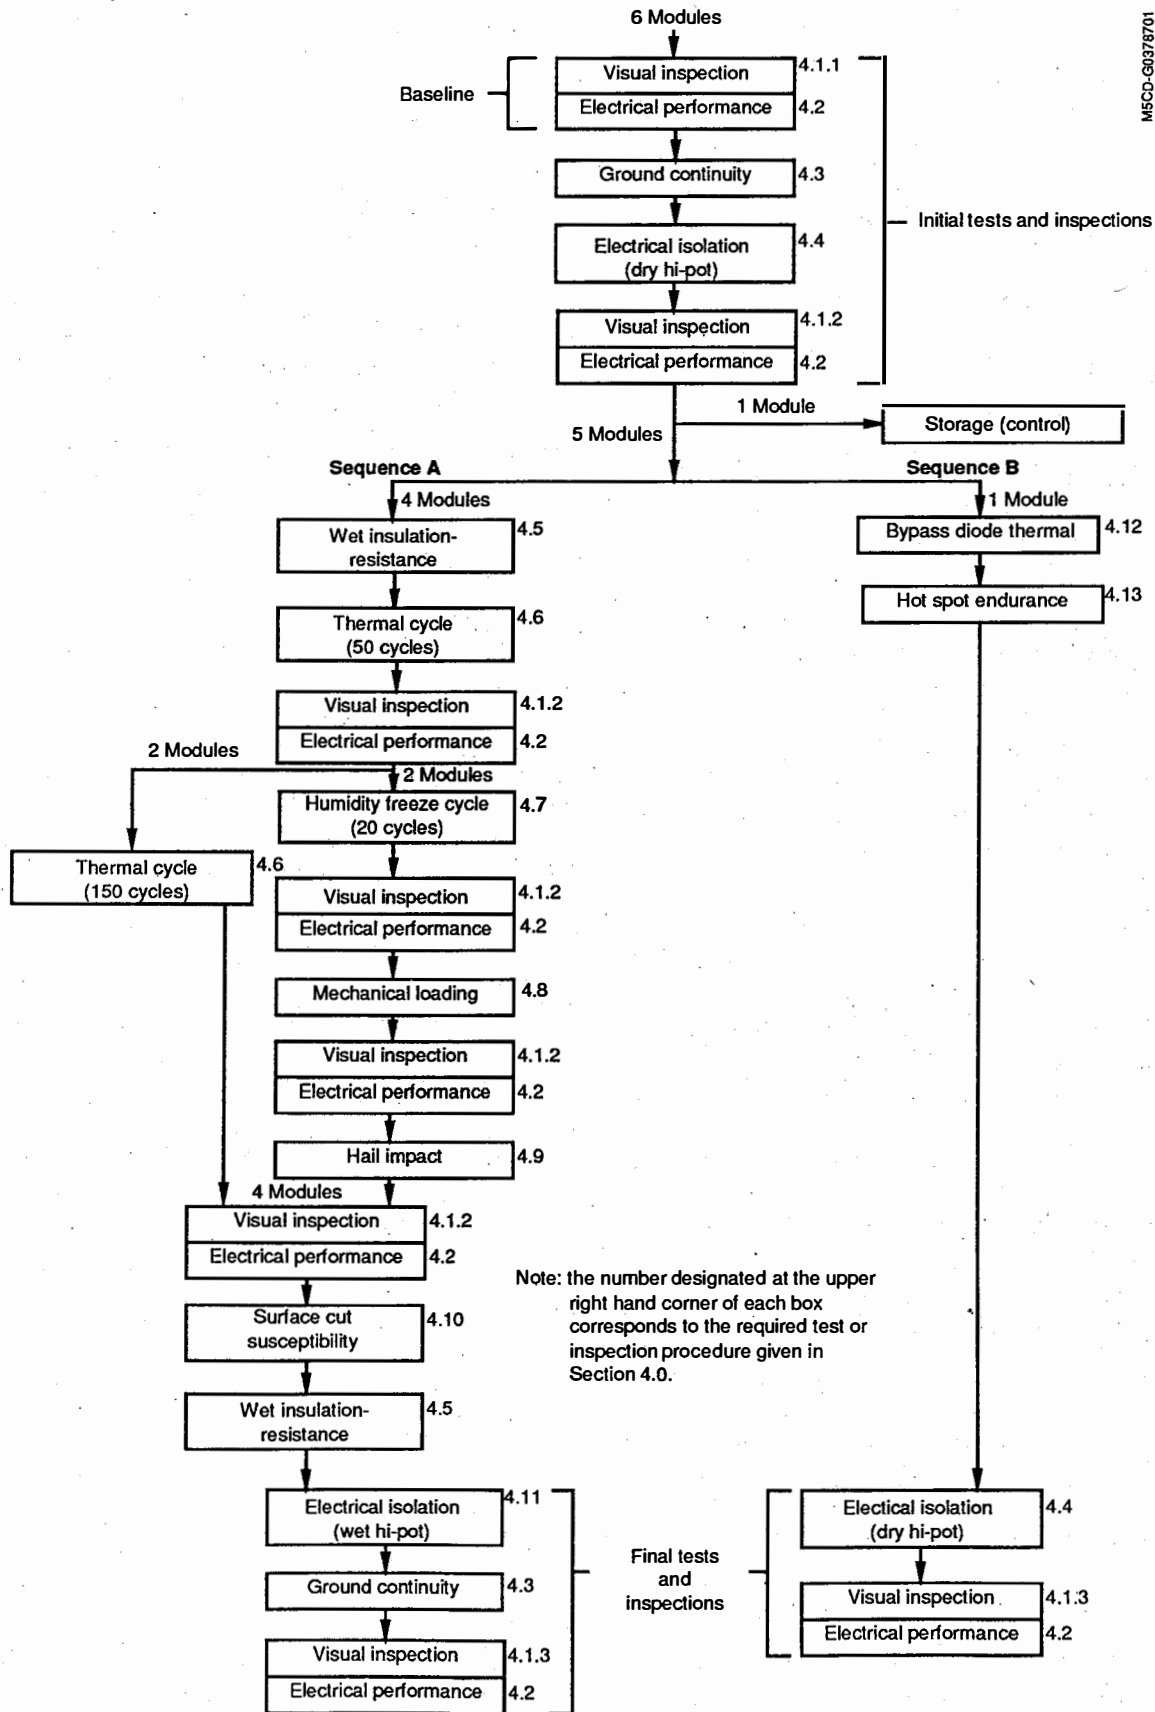 M5CD-G0378701
6 Modules
Baseline
Visual inspection
4.1.1
Electrical performance
4.2
Ground continuity
4.3
Initial tests and inspections
Electrical isolation
(dry hi-pot)
4.4
Visual inspection
4.1.2
Electrical performance
4.2
1 Module
Storage (control)
5 Modules
Sequence A
4 Modules
Wet insulation-
resistance
4.5
Thermal cycle
(50 cycles)
4.6
Visual inspection
4.1.2
Electrical performance
4.2
2 Modules
2 Modules
Humidity freeze cycle
(20 cycles)
4.7
Thermal cycle
(150 cycles)
4.6
Visual inspection
4.1.2
Electrical performance
4.2
Mechanical loading
4.8
Visual inspection
4.1.2
Electrical performance
4.2
Hail impact
4.9
4 Modules
Visual inspection
4.1.2
Electrical performance
4.2
Surface cut
susceptibility
4.10
Wet insulation-
resistance
4.5
Electrical isolation
(wet hi-pot)
4.11
Ground continuity
4.3
Visual inspection
4.1.3
Electrical performance
4.2
Sequence B
1 Module
Bypass diode thermal
4.12
Hot spot endurance
4.13
Note: the number designated at the upper
right hand corner of each box
corresponds to the required test or
inspection procedure given in
Section 4.0.
Final tests
and
inspections
Electical isolation
(dry hi-pot)
4.4
Visual inspection
4.1.3
Electrical performance
4.2